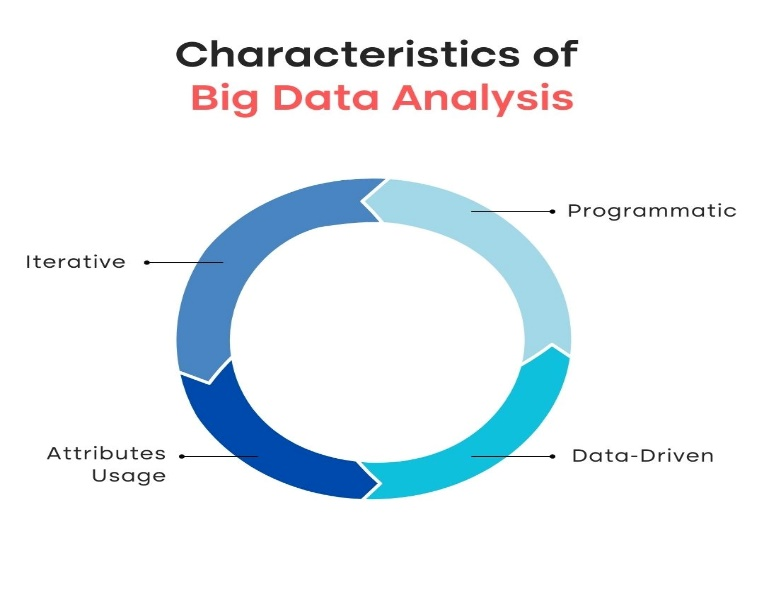 Characteristics of
Big Data Analysis
Programmatic
Iterative
Attributes
Usage
Data-Driven